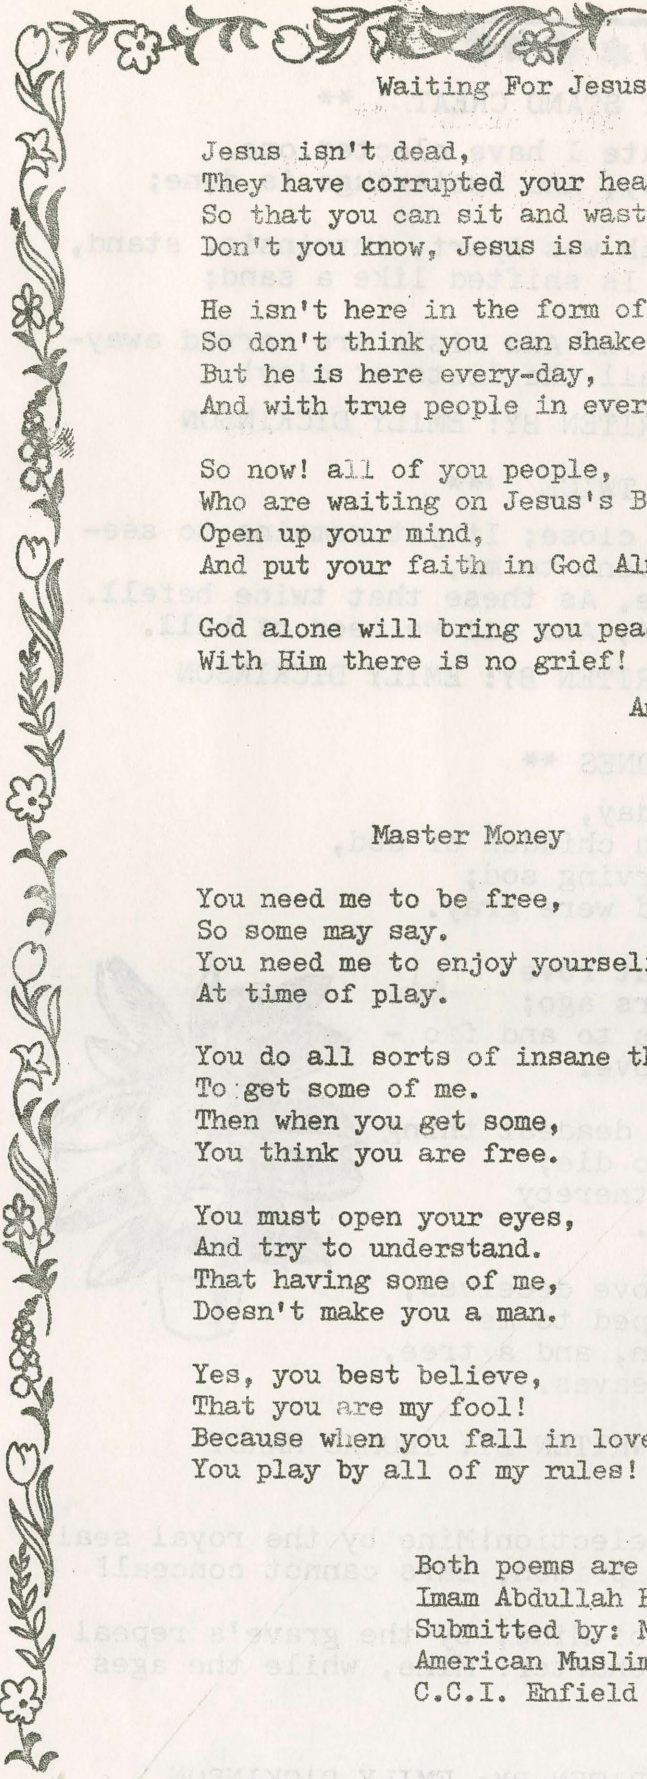 Waiting For Jesus
Jesus isn't dead,
They have corrupted your hea
So that you can sit and wast
Don't you know, Jesus is in
He isn't here in the form of
So don't think you can shake
But he is here every-day,
And with true people in ever
So now! all of you people,
Who are waiting on Jesus's B
Open up your mind,
And put your faith in God Alm
God alone will bring you pea
With Him there is no grief!
Master Money
You need me to be free,
So some may say.
You need me to enjoy yourself
At time of play.
You do all sorts of insane th
To get some of me.
Then when you get some,
You think you are free.
You must open your eyes,
And try to understand.
That having some of me,
Doesn't make you a man.
Yes, you best believe,
That you are my fool!
Because when you fall in love
You play by all of my rules!
Both poems are
Imam Abdullah
Submitted by:
American Muslim
C.C.I. Enfield